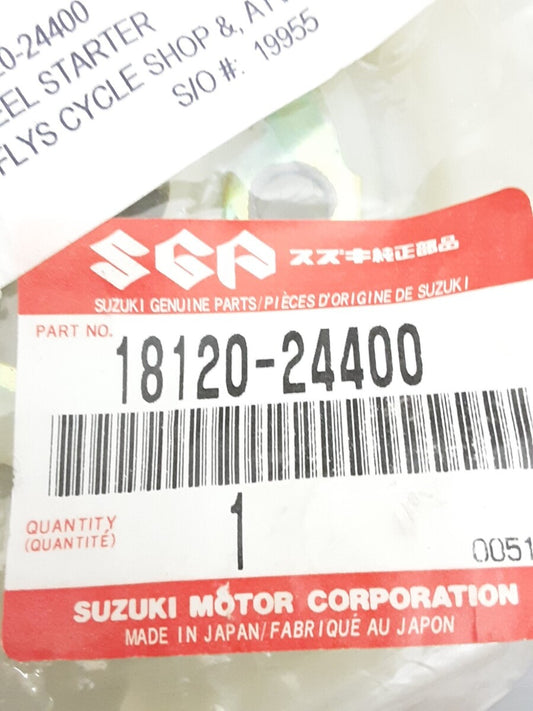 20-24400
EEL STARTER
FLYS CYCLE SHOP &, ATV
S/O #: 19955
SGP スズキ純正部品
SUZUKI GENUINE PARTS/PIÈCES D'ORIGINE DE SUZUKI
PART NO. 18120-24400
QUANTITY
(QUANTITÉ) 1
0051
SUZUKI MOTOR CORPORATION
MADE IN JAPAN/FABRIQUÉ AU JAPON